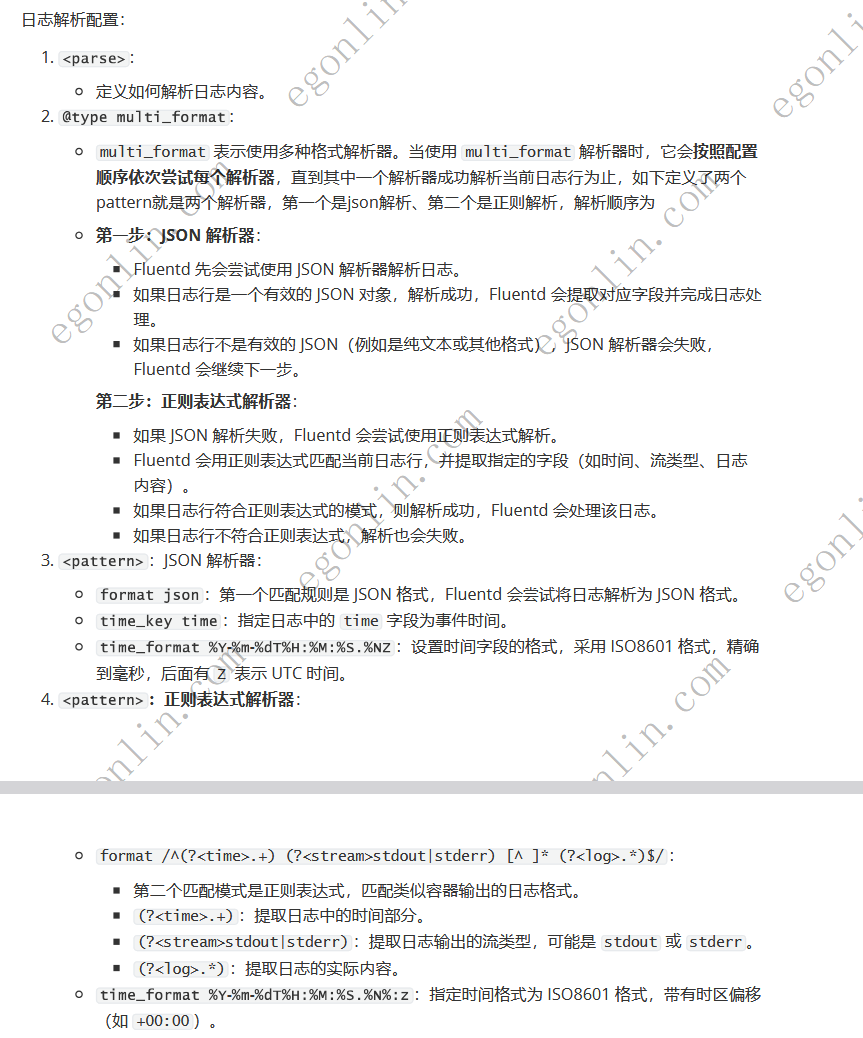 日志解析配置：
1. <parse>：
定义如何解析日志内容。
2. @type multi_format：
multi_format 表示使用多种格式解析器。当使用 multi_format 解析器时，它会按照配置
顺序依次尝试每个解析器，直到其中一个解析器成功解析当前日志行为止，如下定义了两个
pattern就是两个解析器，第一个是json解析、第二个是正则解析，解析顺序为
第一步：JSON 解析器：
Fluentd 先会尝试使用 JSON 解析器解析日志。
如果日志行是一个有效的 JSON 对象，解析成功，Fluentd 会提取对应字段并完成日志处
理。
如果日志行不是有效的 JSON（例如是纯文本或其他格式），JSON 解析器会失败，
Fluentd 会继续下一步。
第二步：正则表达式解析器：
如果 JSON 解析失败，Fluentd 会尝试使用正则表达式解析。
Fluentd 会用正则表达式匹配当前日志行，并提取指定的字段（如时间、流类型、日志
内容）。
如果日志行符合正则表达式的模式，则解析成功，Fluentd 会处理该日志。
如果日志行不符合正则表达式，解析也会失败。
3. <pattern>：JSON 解析器：
format json：第一个匹配规则是 JSON 格式，Fluentd 会尝试将日志解析为 JSON 格式。
time_key time：指定日志中的 time 字段为事件时间。
time_format %Y-%m-%dT%H:%M:%S.%NZ：设置时间字段的格式，采用 ISO8601 格式，精确
到毫秒，后面有 Z 表示 UTC 时间。
4. <pattern>：正则表达式解析器：
format /^(?<time>.+) (?<stream>stdout|stderr) [^ ]* (?<log>.*)$/：
第二个匹配模式是正则表达式，匹配类似容器输出的日志格式。
(?<time>.+)：提取日志中的时间部分。
(?<stream>stdout|stderr)：提取日志输出的流类型，可能是 stdout 或 stderr。
(?<log>.*)：提取日志的实际内容。
time_format %Y-%m-%dT%H:%M:%S.%N%:z：指定时间格式为 ISO8601 格式，带有时区偏移
（如 +00:00）。
egonlin.com
egonlin.com
egonlin.com
egonlin.com